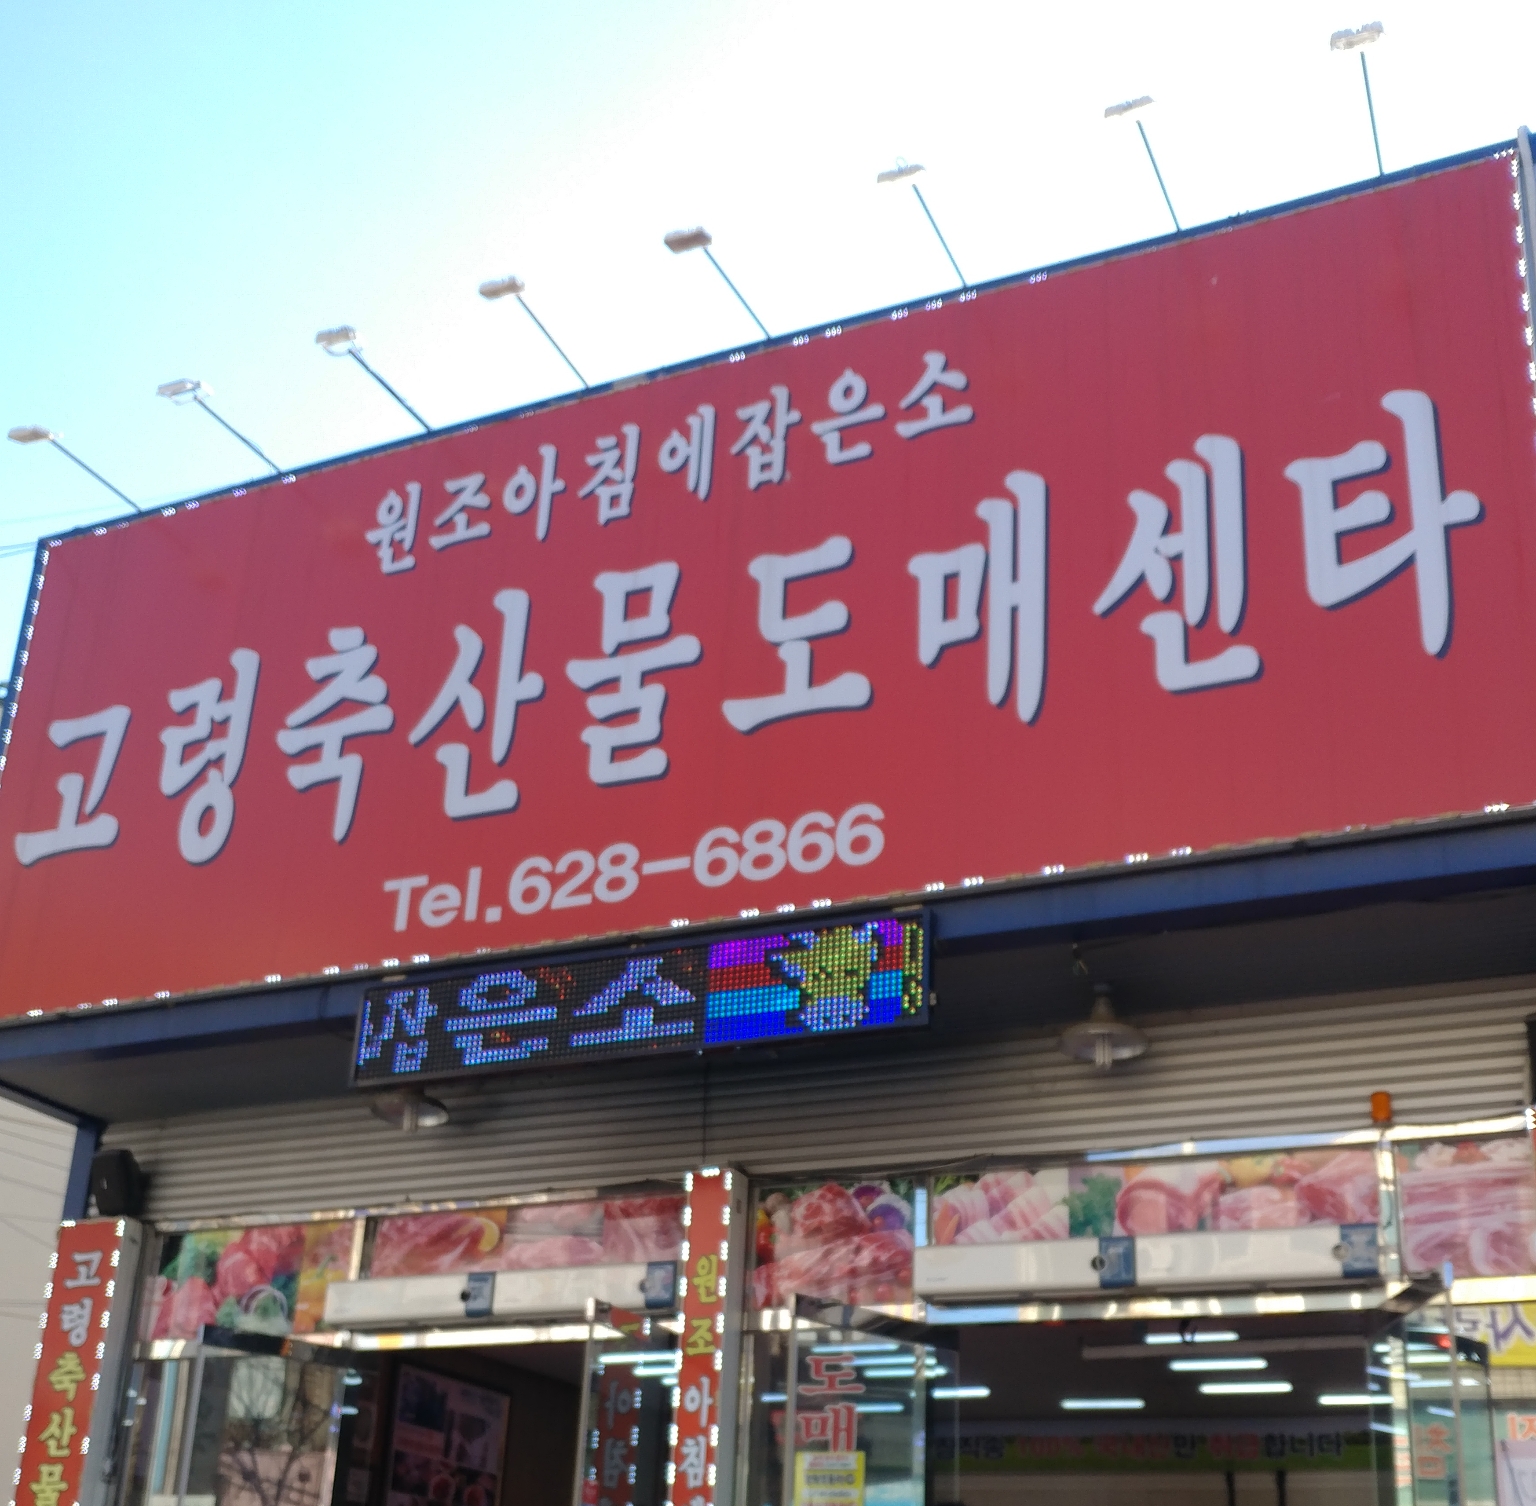 원조아침에잡은소
고령축산물도매센타
Tel.628-6866
잡은소
고령축산물
원조아침
도매